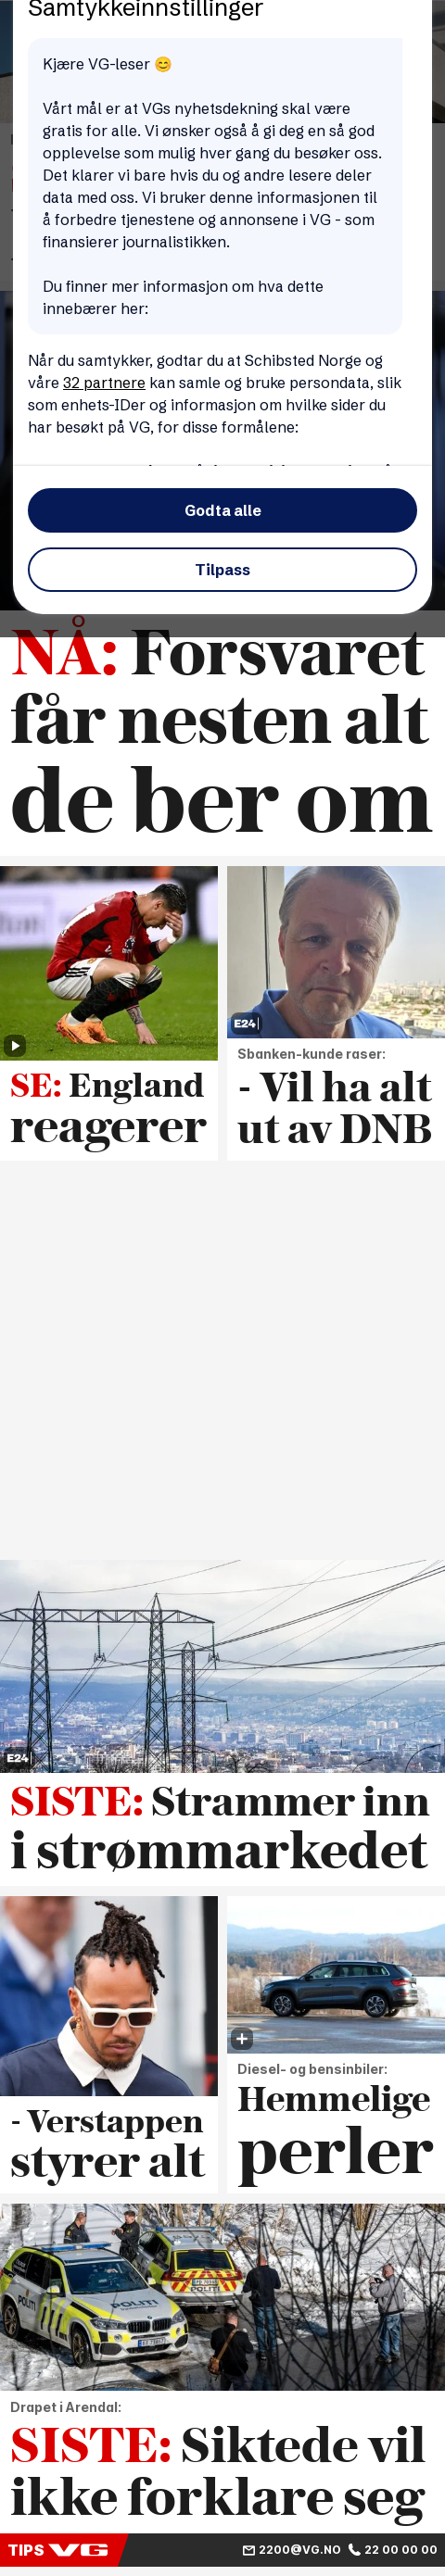 Samtykkeinnstillinger
Kjære VG-leser 😊
Vårt mål er at VGs nyhetsdekning skal være
gratis for alle. Vi ønsker også å gi deg en så god
opplevelse som mulig hver gang du besøker oss.
Det klarer vi bare hvis du og andre lesere deler
data med oss. Vi bruker denne informasjonen til
å forbedre tjenestene og annonsene i VG - som
finansierer journalistikken.
Du finner mer informasjon om hva dette
innebærer her:
Når du samtykker, godtar du at Schibsted Norge og
våre 32 partnere kan samle og bruke persondata, slik
som enhets-IDer og informasjon om hvilke sider du
har besøkt på VG, for disse formålene:
Godta alle
Tilpass
NÅ: Forsvaret
får nesten alt
de ber om
E24
SE: England
reagerer
Sbanken-kunde raser:
- Vil ha alt
ut av DNB
E24
SISTE: Strammer inn
i strømmarkedet
- Verstappen
styrer alt
Diesel- og bensinbiler:
Hemmelige
perler
POLITI
POLITI
Drapet i Arendal:
SISTE: Siktede vil
ikke forklare seg
TIPS VG 2200@VG.NO 22 00 00 00